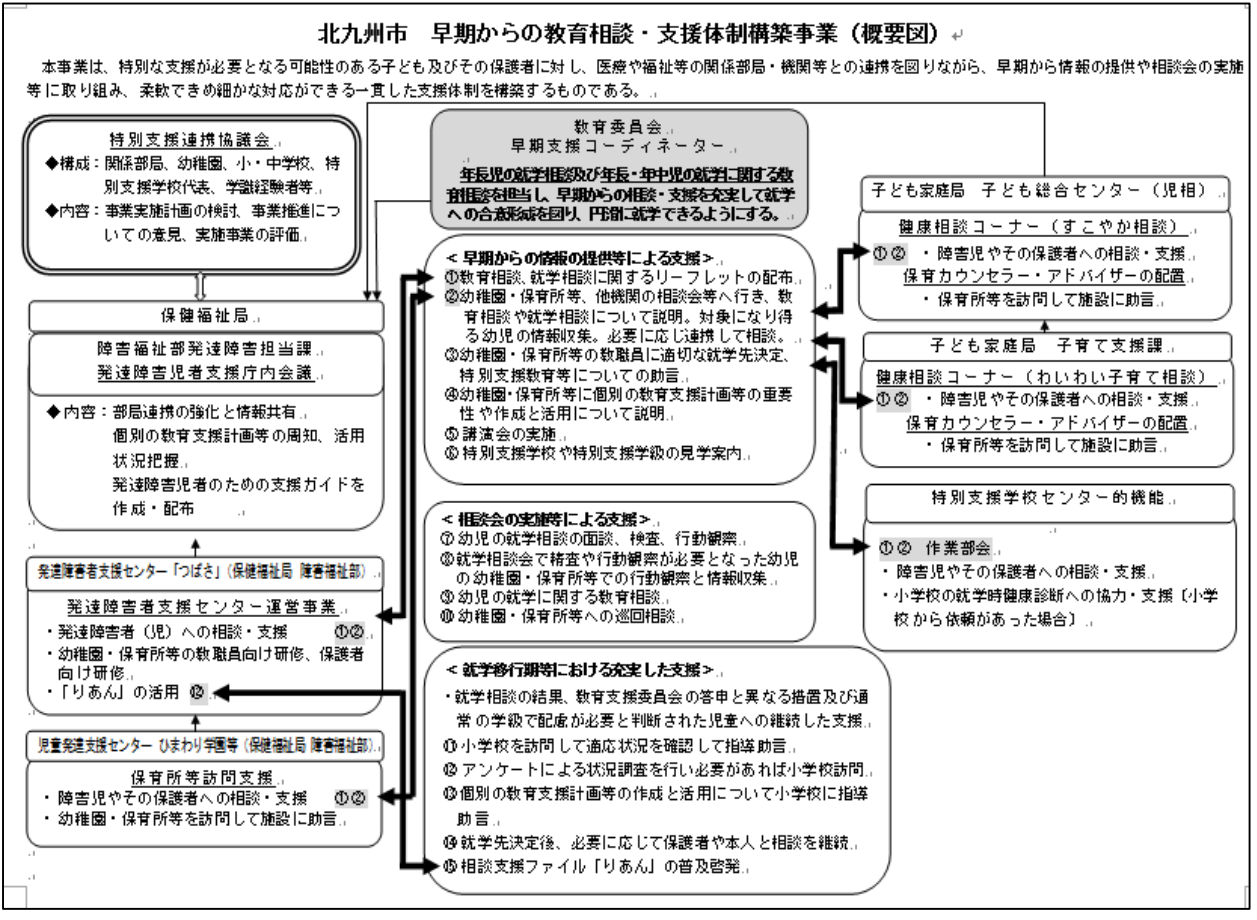 北九州市　早期からの教育相談・支援体制構築事業（概要図）
本事業は、特別な支援が必要となる可能性のある子ども及びその保護者に対し、医療や福祉等の関係部局・機関等との連携を図りながら、早期から情報の提供や相談会の実施
等に取り組み、柔軟できめ細かな対応ができる一貫した支援体制を構築するものである。
特別支援連携協議会
◆構成：関係部局、幼稚園、小・中学校、特
別支援学校代表、学識経験者等
◆内容：事業実施計画の検討、事業推進につ
いての意見、実施事業の評価
保健福祉局
障害福祉部発達障害担当課
発達障害児者支援庁内会議
◆内容：部局連携の強化と情報共有
個別の教育支援計画等の周知、活用
状況把握
発達障害児者のための支援ガイドを
作成・配布
発達障害者支援センター「つばさ」（保健福祉局 障害福祉部）
発達障害者支援センター運営事業
・発達障害者（児）への相談・支援　①②
・幼稚園・保育所等の教職員向け研修、保護者
向け研修
・「りあん」の活用 ⑮
児童発達支援センター ひまわり学園等（保健福祉局 障害福祉部）
保育所等訪問支援
・障害児やその保護者への相談・支援　①②
・幼稚園・保育所等を訪問して施設に助言
教育委員会
早期支援コーディネーター
年長児の就学相談及び年長・年中児の就学に関する教
育相談を担当し、早期からの相談・支援を充実して就学
への合意形成を図り、円滑に就学できるようにする。
＜早期からの情報の提供等による支援＞
①教育相談、就学相談に関するリーフレットの配布
②幼稚園・保育所等、他機関の相談会等へ行き、教
育相談や就学相談について説明。対象になり得
る幼児の情報収集。必要に応じ連携して相談。
③幼稚園・保育所等の教職員に適切な就学先決定、
特別支援教育等についての助言
④幼稚園・保育所等に個別の教育支援計画等の重要
性や作成と活用について説明
⑤講演会の実施
⑥特別支援学校や特別支援学級の見学案内
＜相談会の実施等による支援＞
⑦幼児の就学相談の面談、検査、行動観察
⑧就学相談会で精査や行動観察が必要となった幼児
の幼稚園・保育所等での行動観察と情報収集
⑨幼児の就学に関する教育相談
⑩幼稚園・保育所等への巡回相談
＜就学移行期等における充実した支援＞
・就学相談の結果、教育支援委員会の答申と異なる措置及び通
常の学級で配慮が必要と判断された児童への継続した支援
⑪小学校を訪問して適応状況を確認して指導助言
⑫アンケートによる状況調査を行い必要があれば小学校訪問
⑬個別の教育支援計画等の作成と活用について小学校に指導
助言
⑭就学先決定後、必要に応じて保護者や本人と相談を継続
⑮相談支援ファイル「りあん」の普及啓発
子ども家庭局　子ども総合センター（児相）
健康相談コーナー（すこやか相談）
①②　・障害児やその保護者への相談・支援
保育カウンセラー・アドバイザーの配置
・保育所等を訪問して施設に助言
子ども家庭局　子育て支援課
健康相談コーナー（わいわい子育て相談）
①②　・障害児やその保護者への相談・支援
保育カウンセラー・アドバイザーの配置
・保育所等を訪問して施設に助言
特別支援学校センター的機能
①②　作業部会
・障害児やその保護者への相談・支援
・小学校の就学時健康診断への協力・支援〔小学
校から依頼があった場合〕